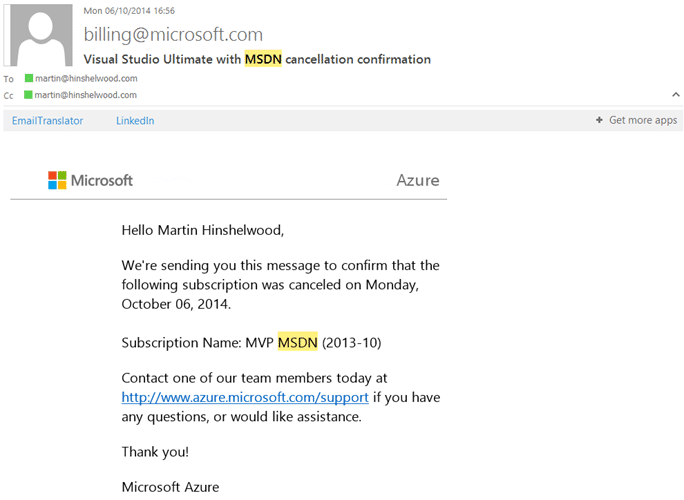 Mon 06/10/2014 16:56
billing@microsoft.com
Visual Studio Ultimate with MSDN cancellation confirmation
To martin@hinshelwood.com
Cc martin@hinshelwood.com
EmailTranslator LinkedIn + Get more apps
Microsoft Azure
Hello Martin Hinshelwood,
We're sending you this message to confirm that the
following subscription was canceled on Monday,
October 06, 2014.
Subscription Name: MVP MSDN (2013-10)
Contact one of our team members today at
http://www.azure.microsoft.com/support if you have
any questions, or would like assistance.
Thank you!
Microsoft Azure